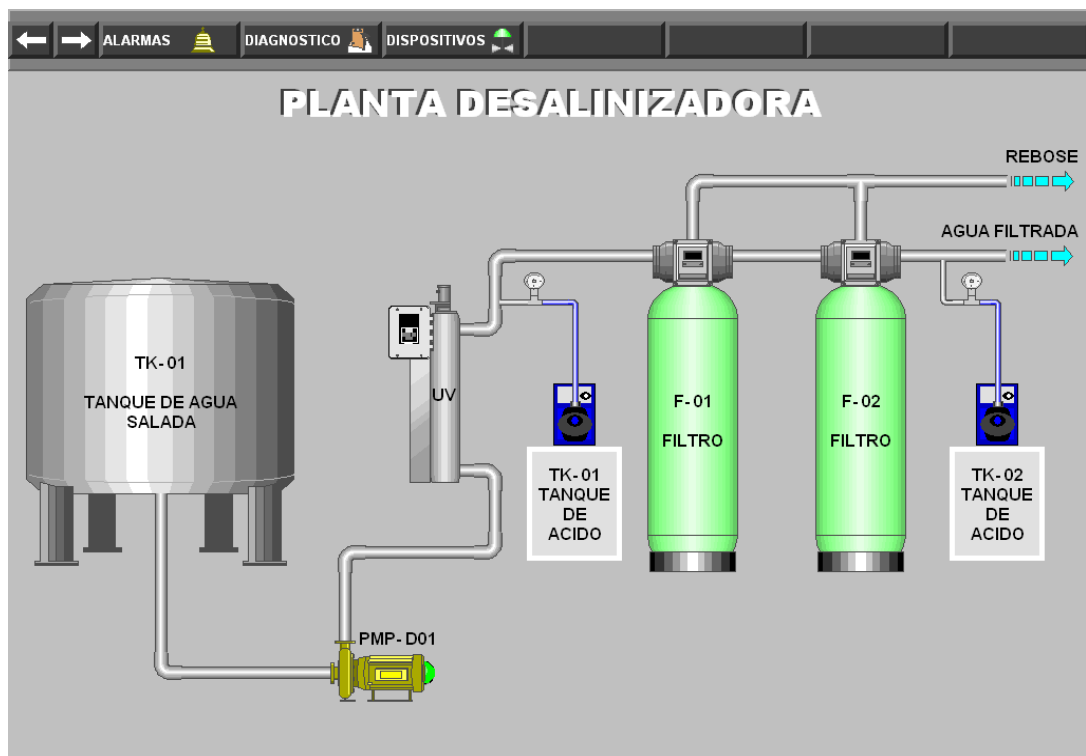 ALARMAS
DIAGNOSTICO
DISPOSITIVOS
PLANTA DESALINIZADORA
REBOSE
AGUA FILTRADA
TK-01
TANQUE DE AGUA
SALADA
UV
F-01
FILTRO
F-02
FILTRO
TK-01
TANQUE
DE
ACIDO
TK-02
TANQUE
DE
ACIDO
PMP-D01